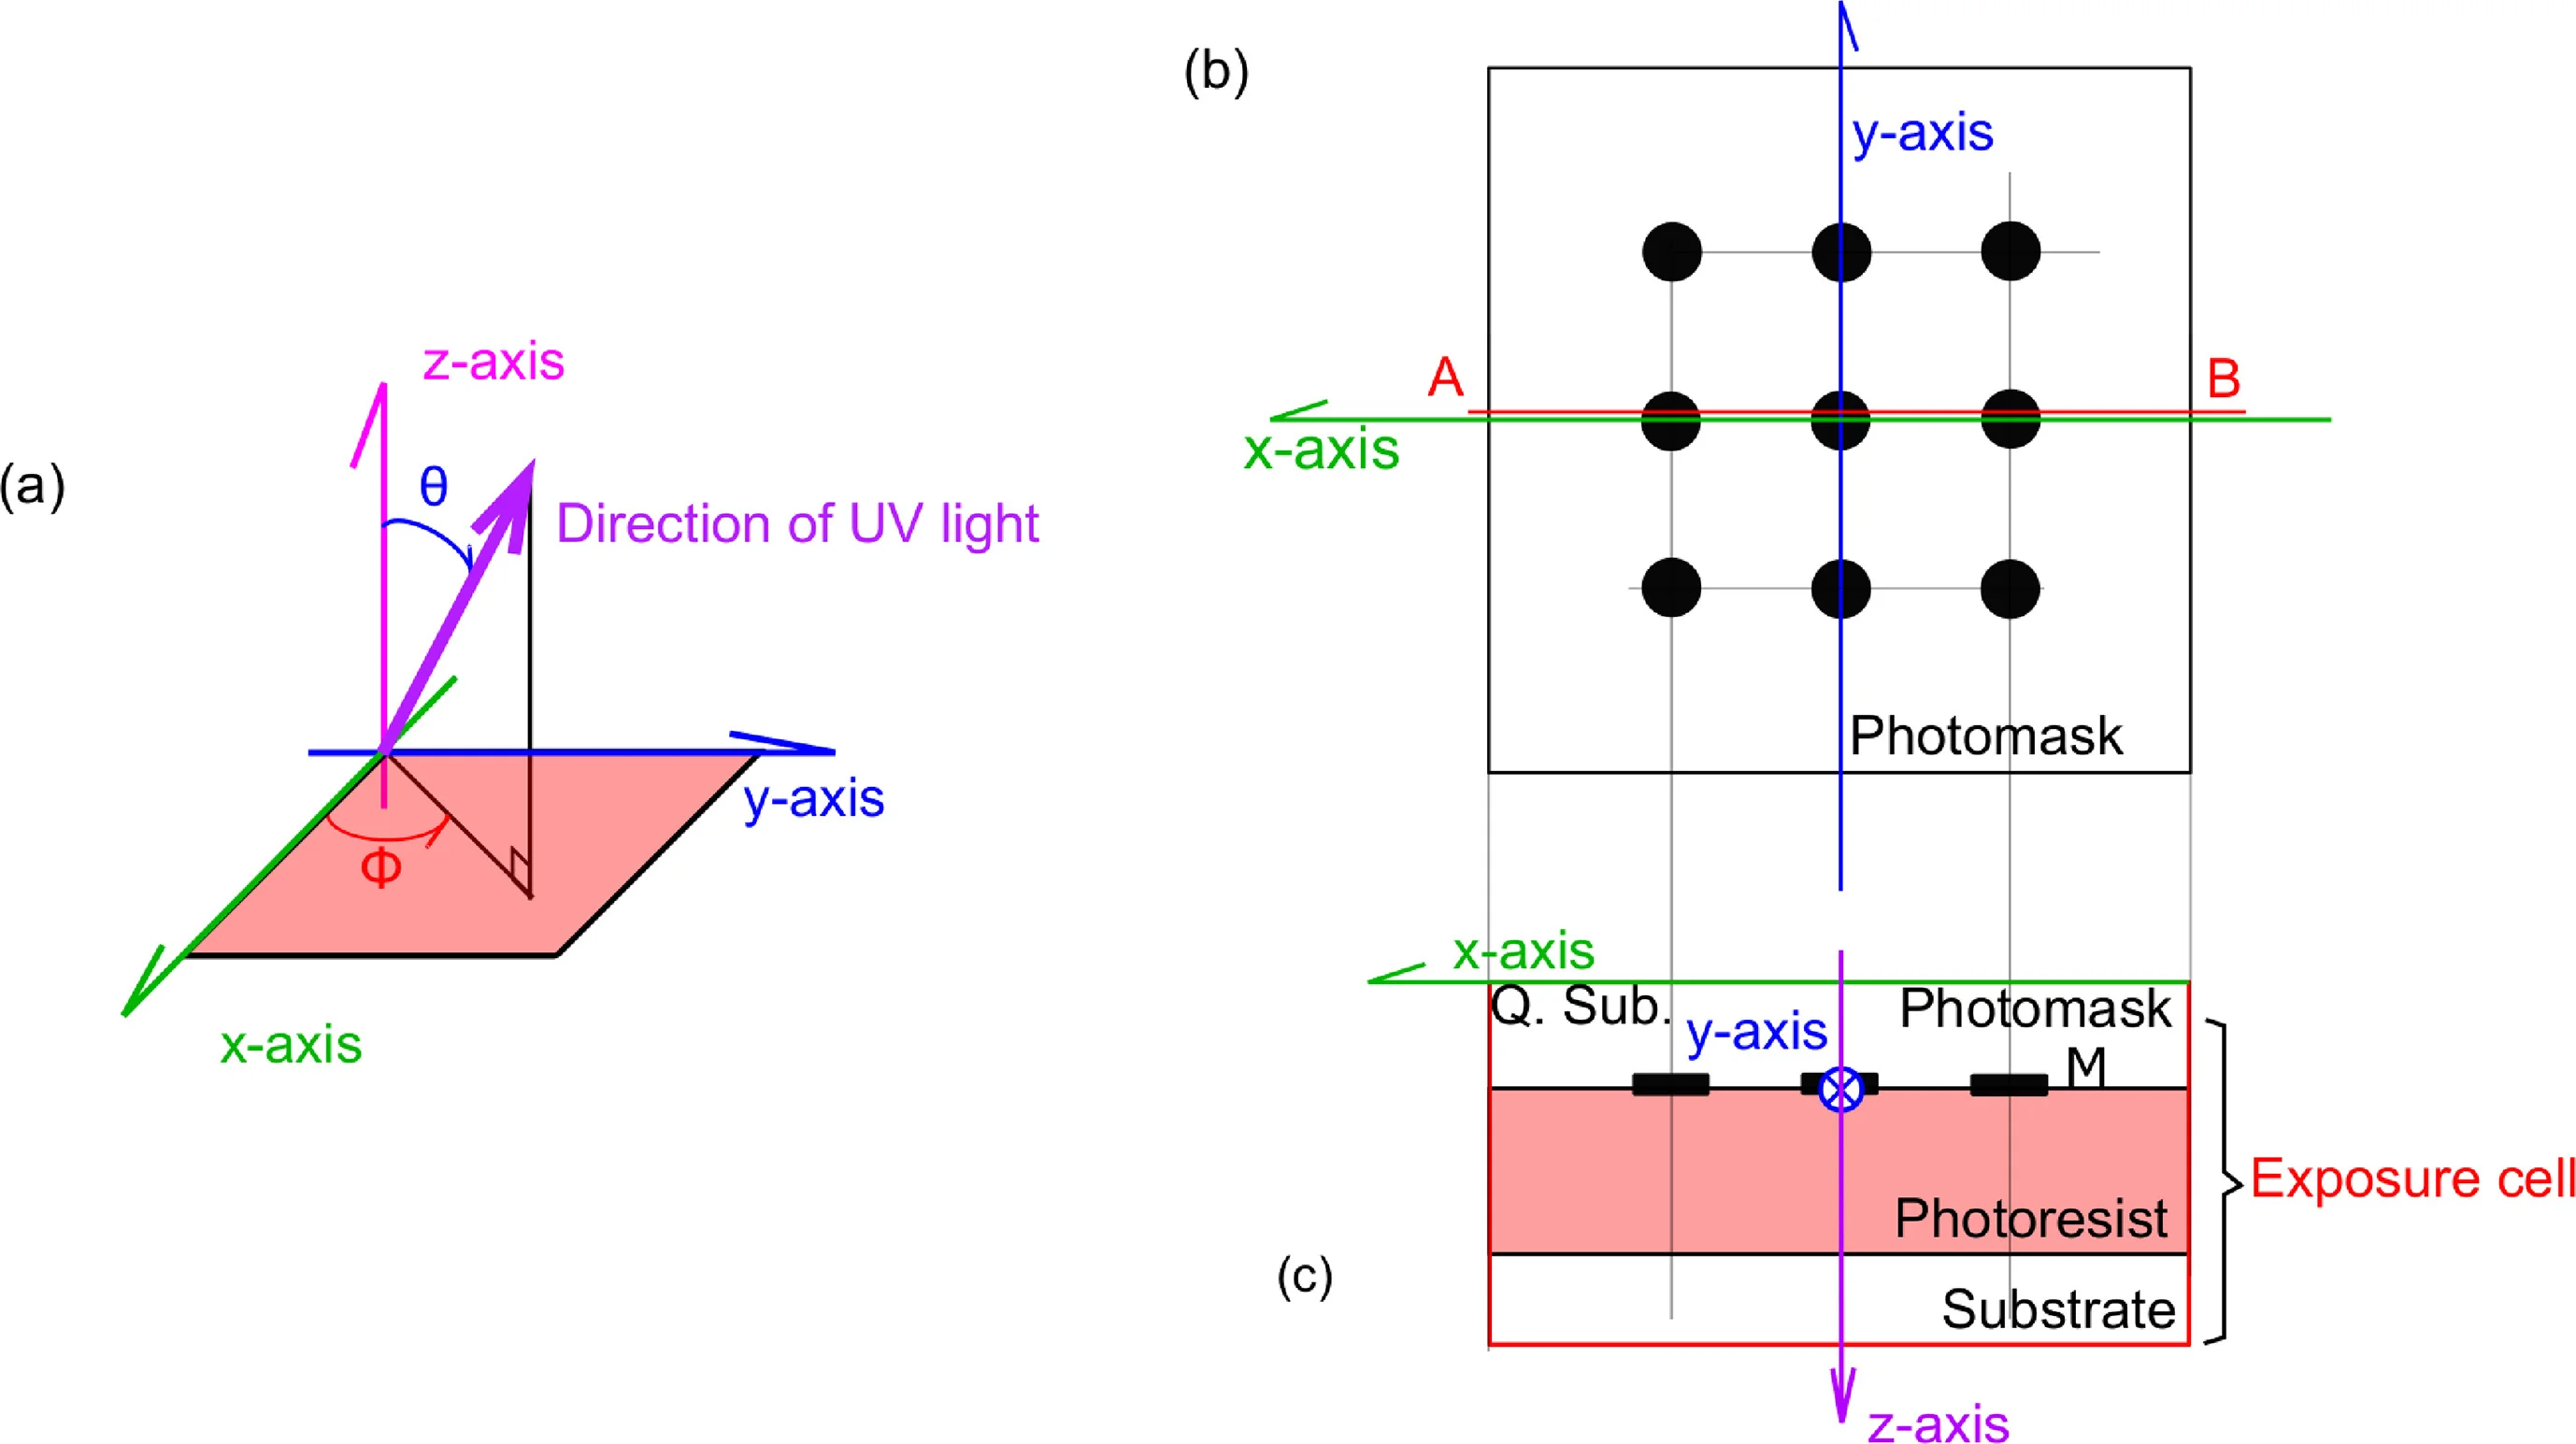 (a)
z-axis
θ
Direction of UV light
y-axis
Φ
x-axis
(b)
y-axis
A
B
x-axis
Photomask
x-axis
Q. Sub.
Photomask
y-axis
M
Exposure cell
Photoresist
(c)
Substrate
z-axis